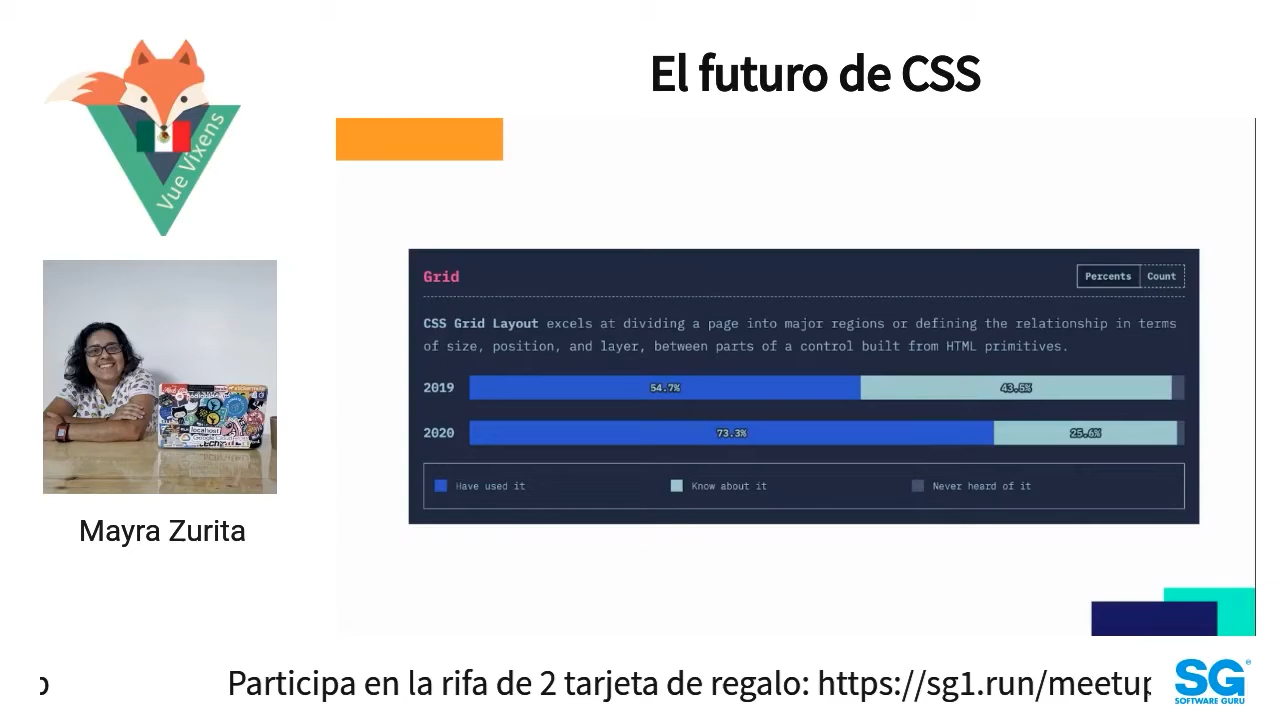 El futuro de CSS
Vue Vixens
Grid
Percents Count
CSS Grid Layout excels at dividing a page into major regions or defining the relationship in terms
of size, position, and layer, between parts of a control built from HTML primitives.
2019 54.7% 43.5%
2020 73.3% 25.6%
Have used it Know about it Never heard of it
localhost
Google Cloud
Mayra Zurita
Participa en la rifa de 2 tarjeta de regalo: https://sg1.run/meetup
SG
SOFTWARE GURU